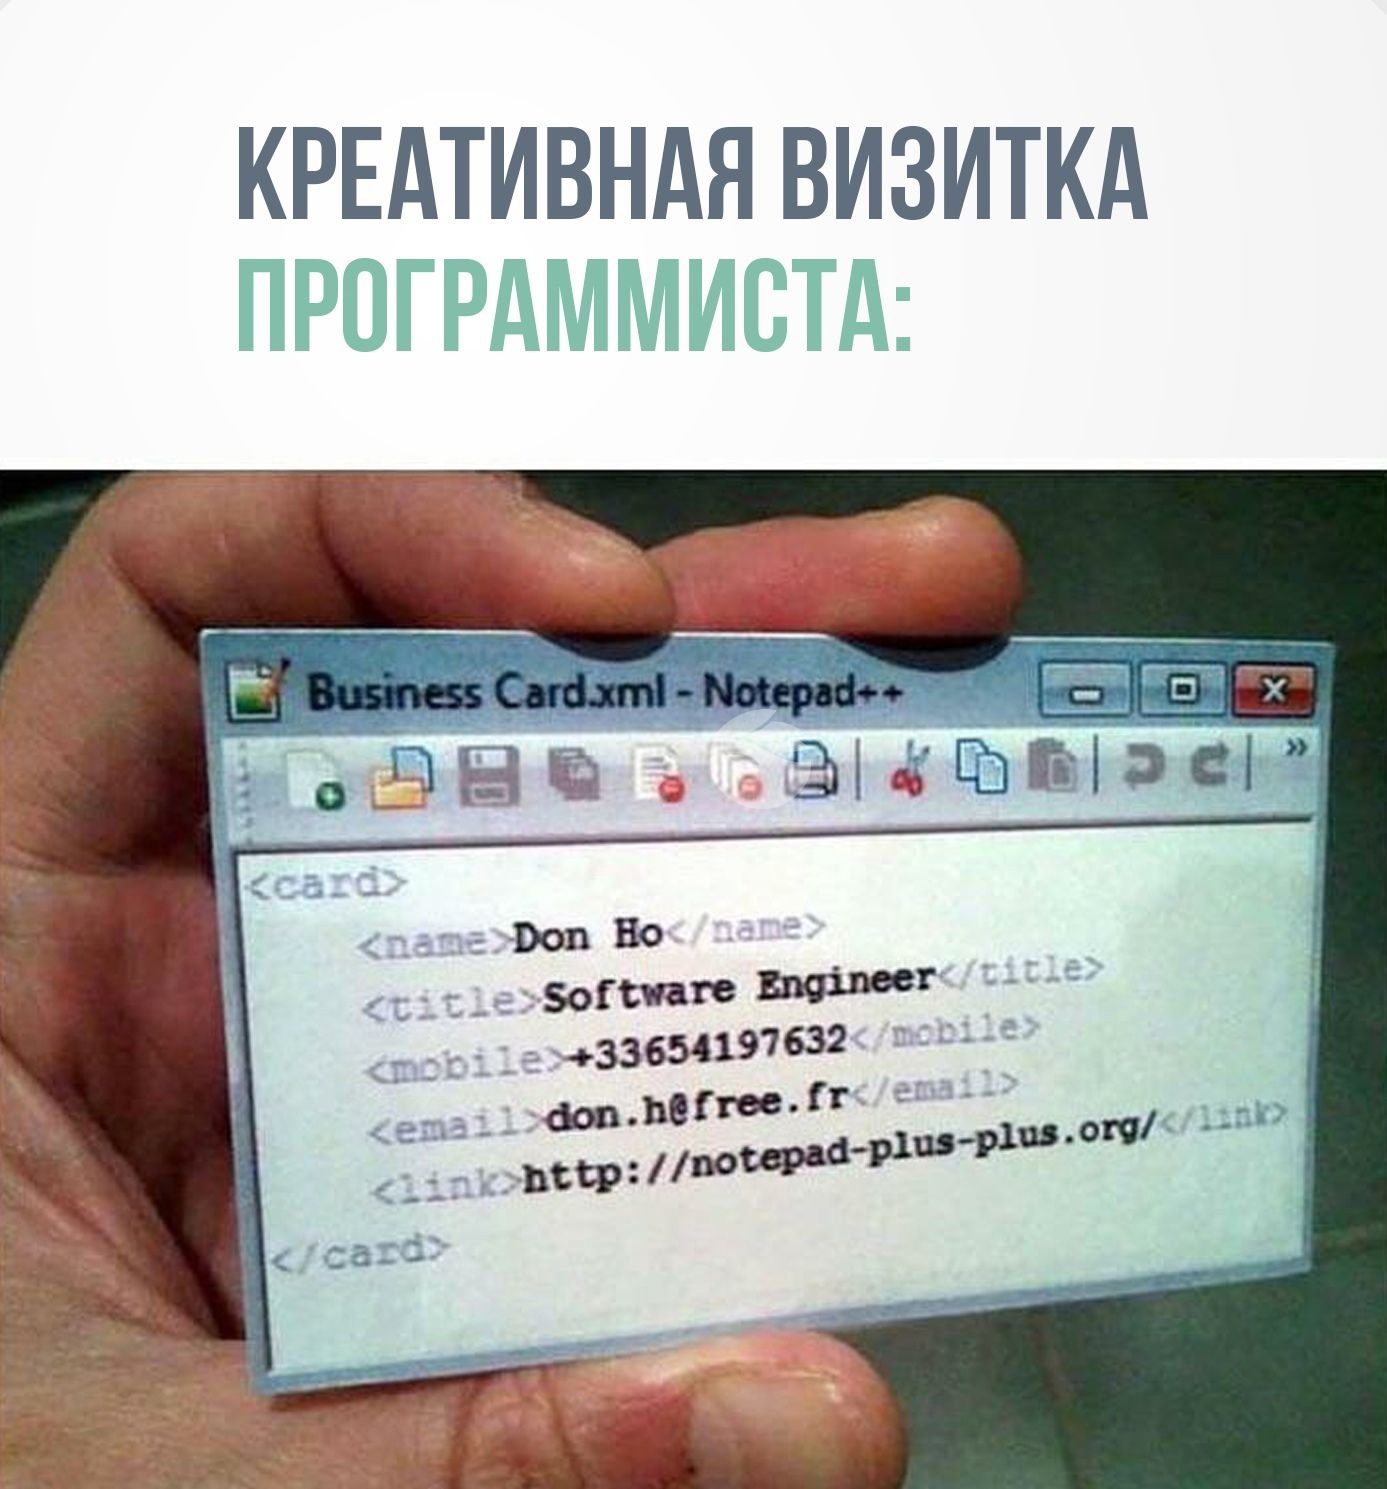 КРЕАТИВНАЯ ВИЗИТКА
ПРОГРАММИСТА:
Business Card.xml - Notepad++
<card>
<name>Don Ho</name>
<title>Software Engineer</title>
<mobile>+33654197632</mobile>
<email>don.h@free.fr</email>
<link>http://notepad-plus-plus.org/</link>
</card>